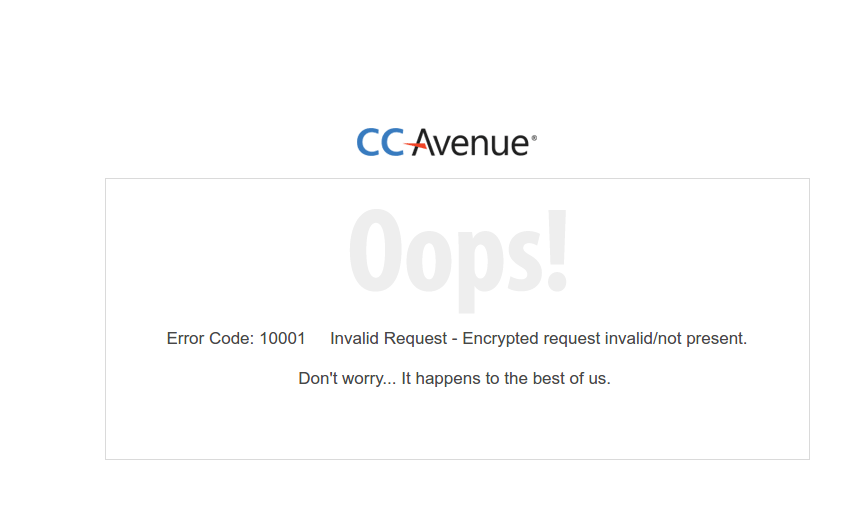 CCAvenue®
Oops!
Error Code: 10001 Invalid Request - Encrypted request invalid/not present.
Don't worry... It happens to the best of us.